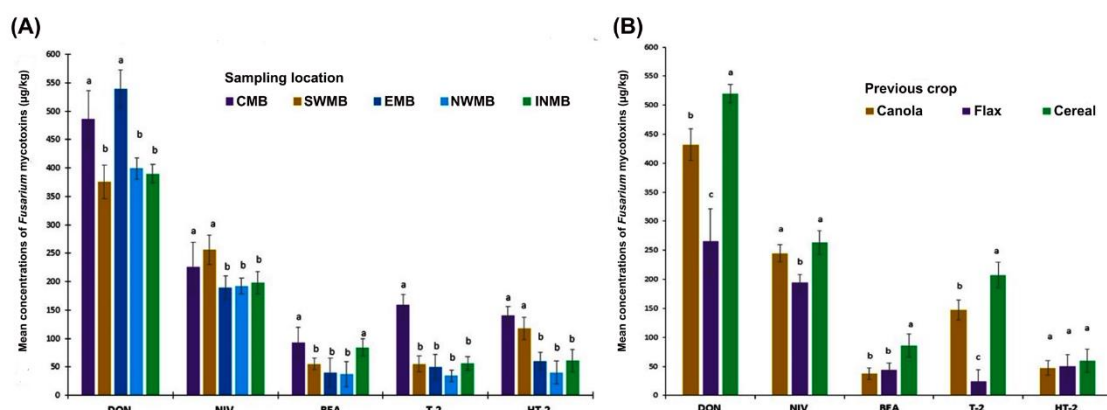 (A)
Mean concentrations of Fusarium mycotoxins (µg/kg)
600
550
500
450
400
350
300
250
200
150
100
50
0
Sampling location
CMB SWMB EMB NWMB INMB
a b a b b
a a b b b
a b b b a
a b b b b
a a b b b
DON NIV BEA T-2 HT-2
(B)
Mean concentrations of Fusarium mycotoxins (µg/kg)
600
550
500
450
400
350
300
250
200
150
100
50
0
Previous crop
Canola Flax Cereal
b c a
a b a
b b a
b c a
a a a
DON NIV BEA T-2 HT-2